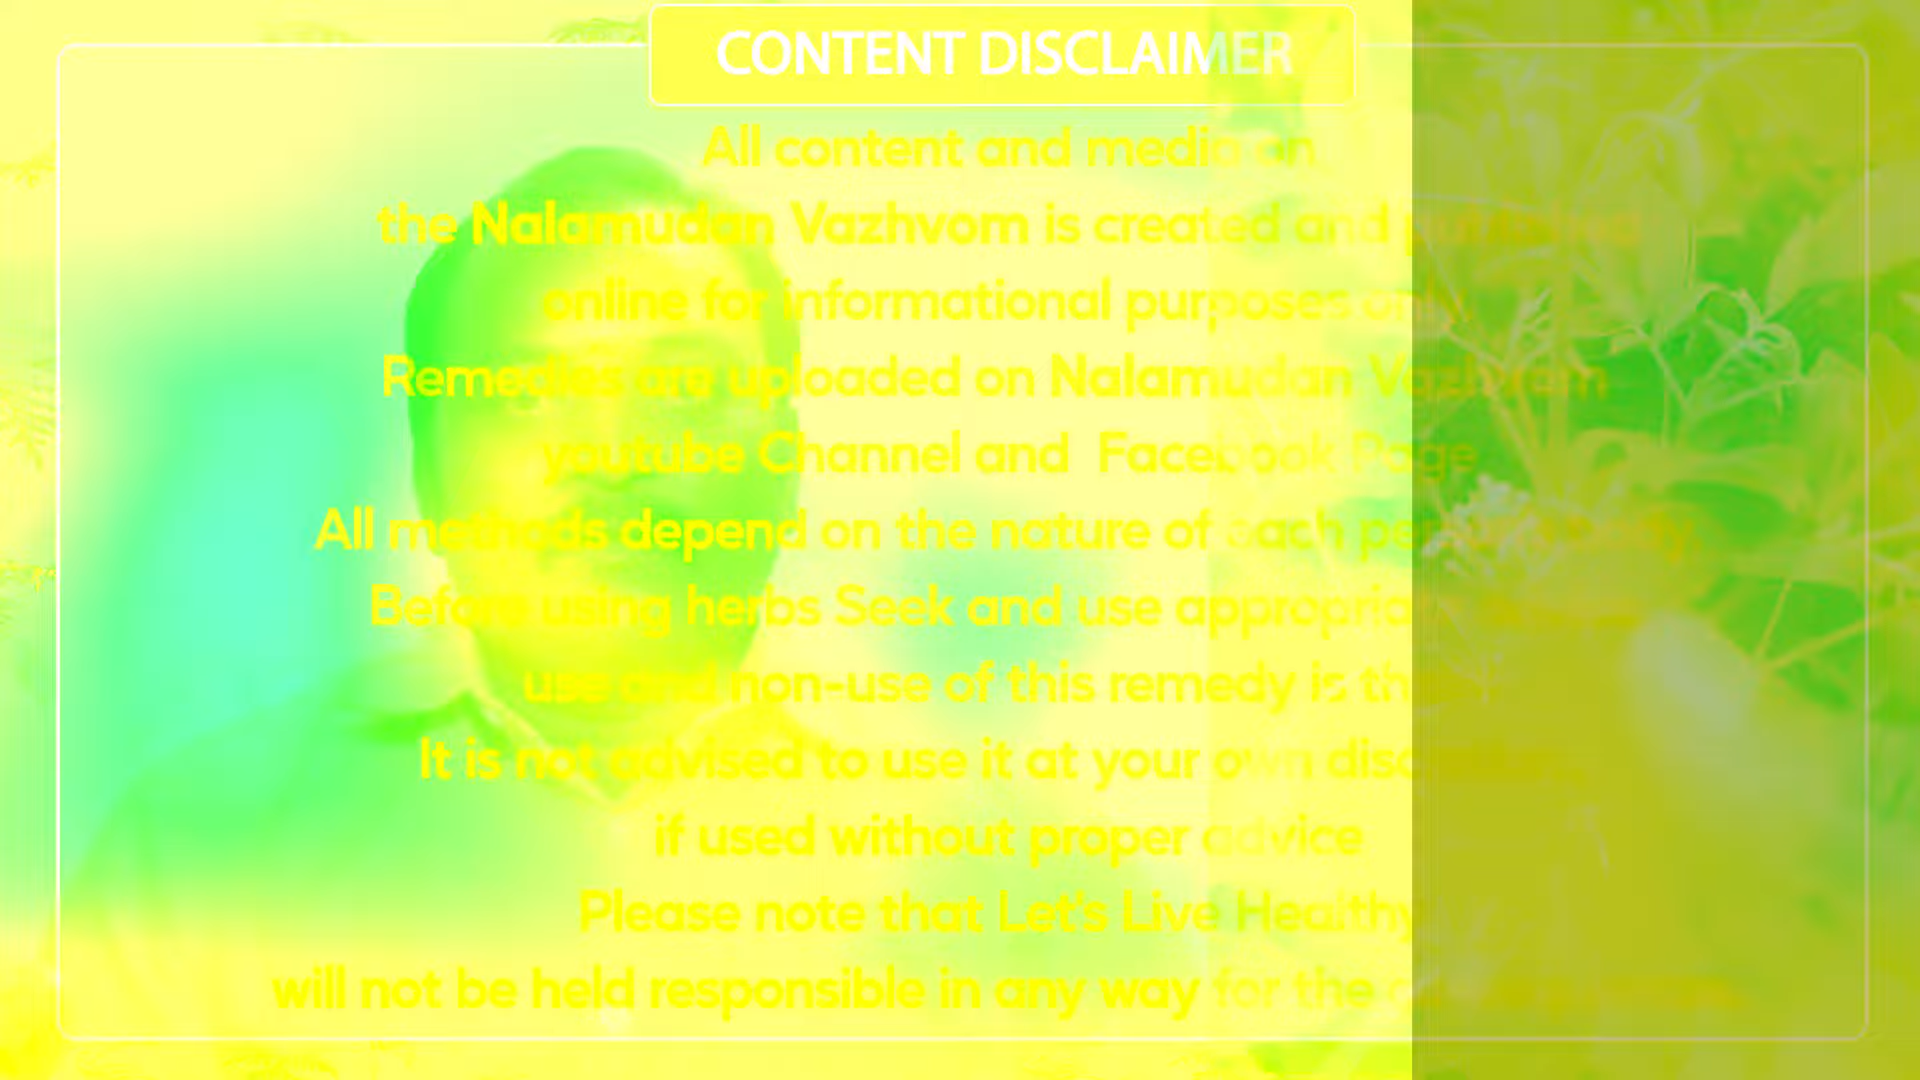 CONTENT DISCLAIMER
All content and media on
the Nalamudan Vazhvom is created and
online for informational purposes only
Remedies are uploaded on Nalamudan Vazhvom
youtube Channel and Facebook Page
All methods depend on the nature of each
Before using herbs Seek and use
use and non-use of this remedy is
It is not advised to use it at your own
if used without proper advice
Please note that Let's Live Healthy
will not be held responsible in any way for the